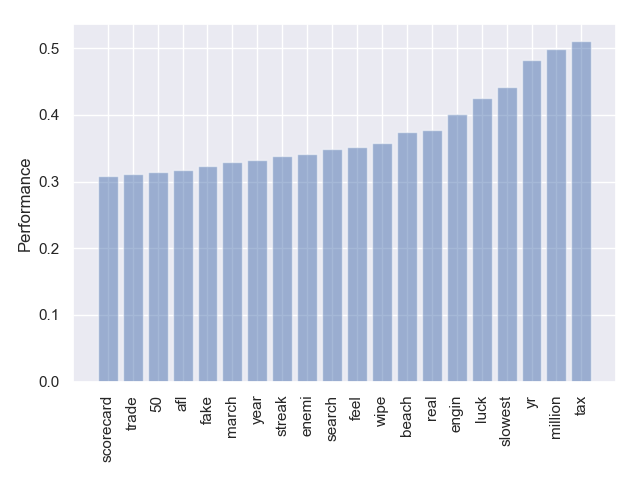 0.5
0.4
0.3
0.2
0.1
0.0
Performance
scorecard
trade
50
afl
fake
march
year
streak
enemi
search
feel
wipe
beach
real
engin
luck
slowest
yr
million
tax